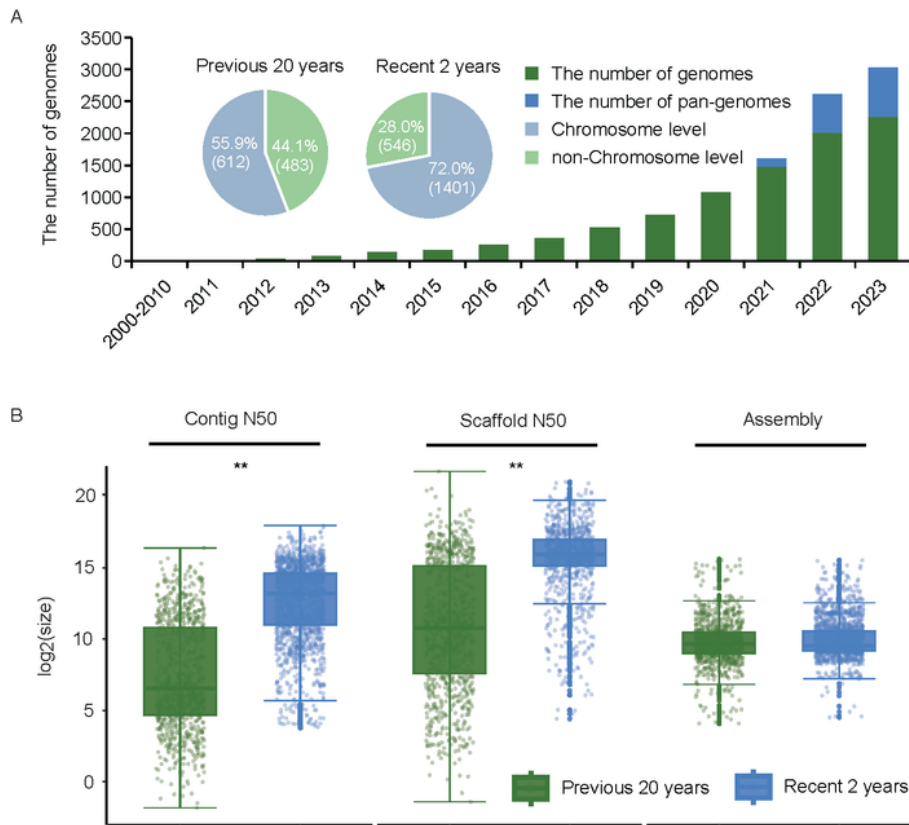 A
The number of genomes
3500
3000
2500
2000
1500
1000
500
0
Previous 20 years
55.9%
(612)
44.1%
(483)
Recent 2 years
28.0%
(546)
72.0%
(1401)
The number of genomes
The number of pan-genomes
Chromosome level
non-Chromosome level
2000-2010
2011
2012
2013
2014
2015
2016
2017
2018
2019
2020
2021
2022
2023
B
Contig N50
Scaffold N50
Assembly
**
**
log2(size)
20
15
10
5
0
Previous 20 years
Recent 2 years